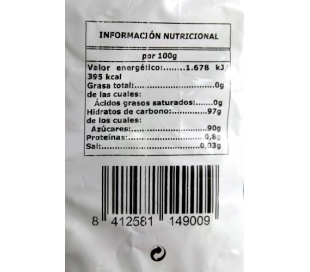 INFORMACIÓN NUTRICIONAL
por 100g
Valor energético:.......1.678 kJ/
395 kcal
Grasa total:......................0g
de las cuales:
Ácidos grasos saturados:.....0g
Hidratos de carbono:........97g
de los cuales:
Azúcares:....................90g
Proteínas:......................0,8g
Sal:............................0,03g
8 412581 149009